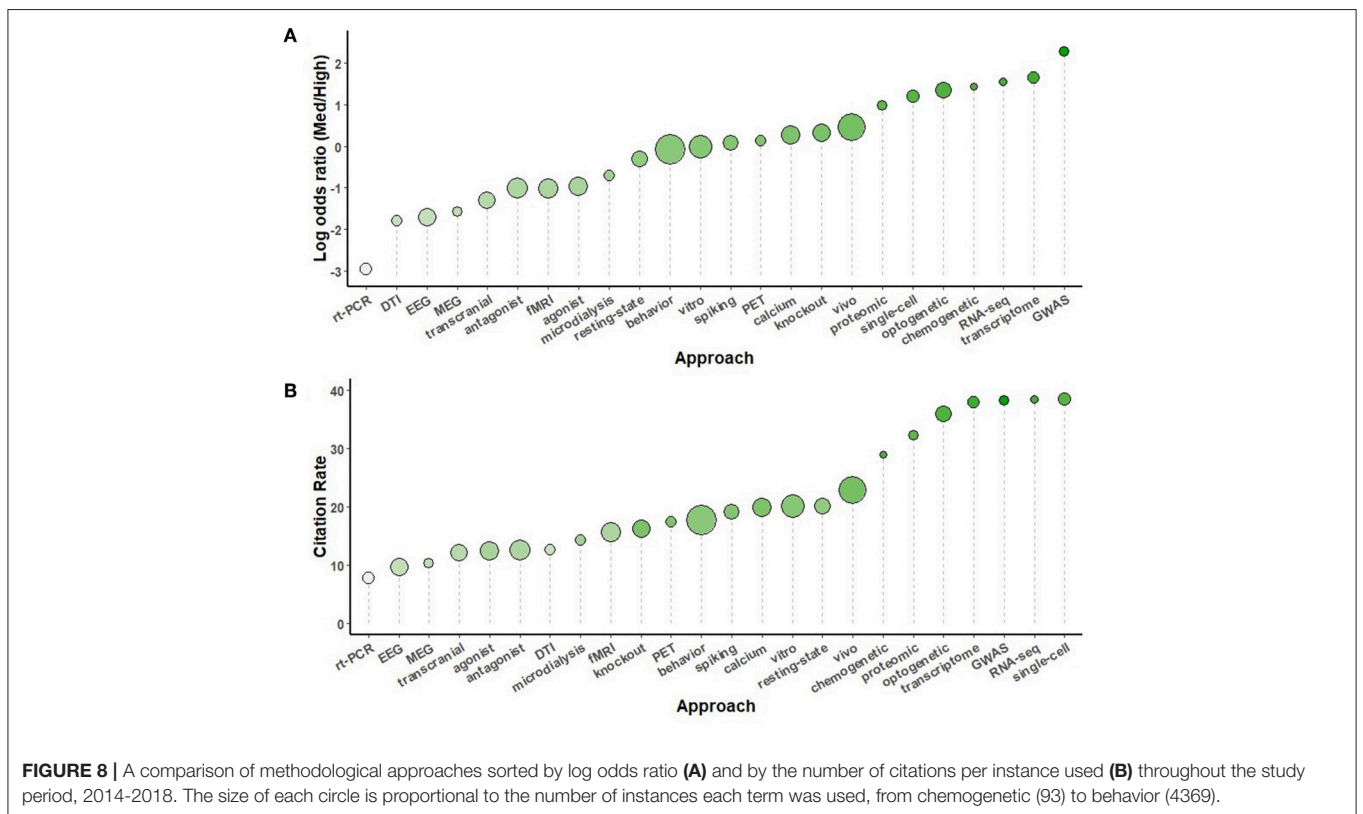 A
Log odds ratio (Med/High)
2
1
0
-1
-2
-3
rt-PCR
DTI
EEG
MEG
transcranial
antagonist
fMRI
agonist
microdialysis
resting-state
behavior
vitro
spiking
PET
calcium
knockout
vivo
proteomic
single-cell
optogenetic
chemogenetic
RNA-seq
transcriptome
GWAS
Approach
B
Citation Rate
40
30
20
10
0
rt-PCR
EEG
MEG
transcranial
agonist
antagonist
DTI
microdialysis
fMRI
knockout
PET
behavior
spiking
calcium
vitro
resting-state
vivo
chemogenetic
proteomic
optogenetic
transcriptome
GWAS
RNA-seq
single-cell
Approach
FIGURE 8 | A comparison of methodological approaches sorted by log odds ratio (A) and by the number of citations per instance used (B) throughout the study
period, 2014-2018. The size of each circle is proportional to the number of instances each term was used, from chemogenetic (93) to behavior (4369).